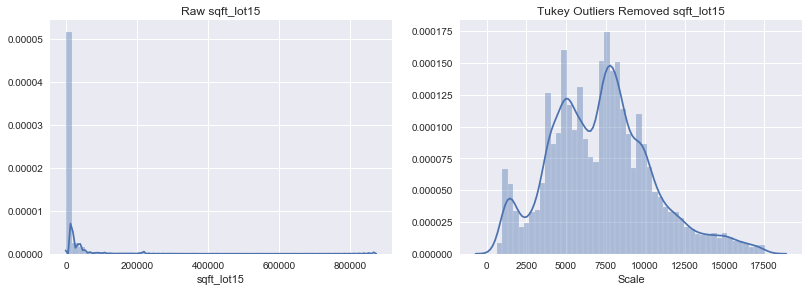 Raw sqft_lot15
0.00005
0.00004
0.00003
0.00002
0.00001
0.00000
0 200000 400000 600000 800000
sqft_lot15
Tukey Outliers Removed sqft_lot15
0.000175
0.000150
0.000125
0.000100
0.000075
0.000050
0.000025
0.000000
0 2500 5000 7500 10000 12500 15000 17500
Scale